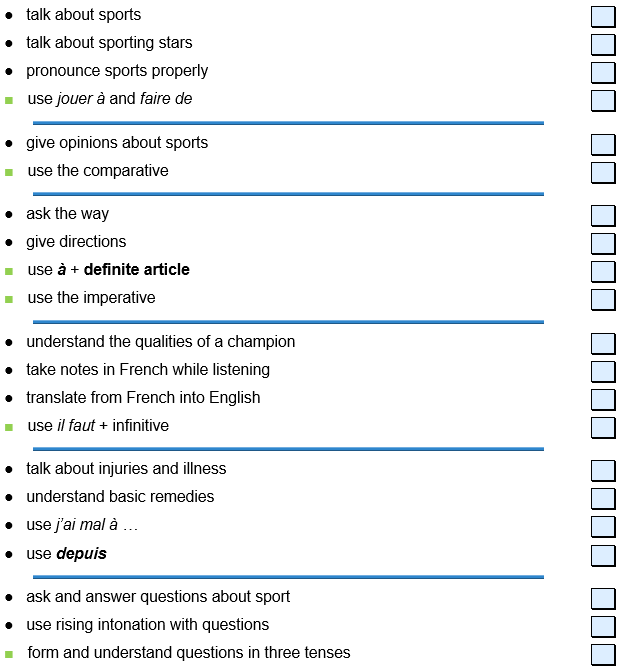 • talk about sports
• talk about sporting stars
• pronounce sports properly
▪ use jouer à and faire de
• give opinions about sports
▪ use the comparative
• ask the way
• give directions
▪ use à + definite article
▪ use the imperative
• understand the qualities of a champion
• take notes in French while listening
• translate from French into English
▪ use il faut + infinitive
• talk about injuries and illness
• understand basic remedies
• use j’ai mal à …
• use depuis
• ask and answer questions about sport
• use rising intonation with questions
▪ form and understand questions in three tenses